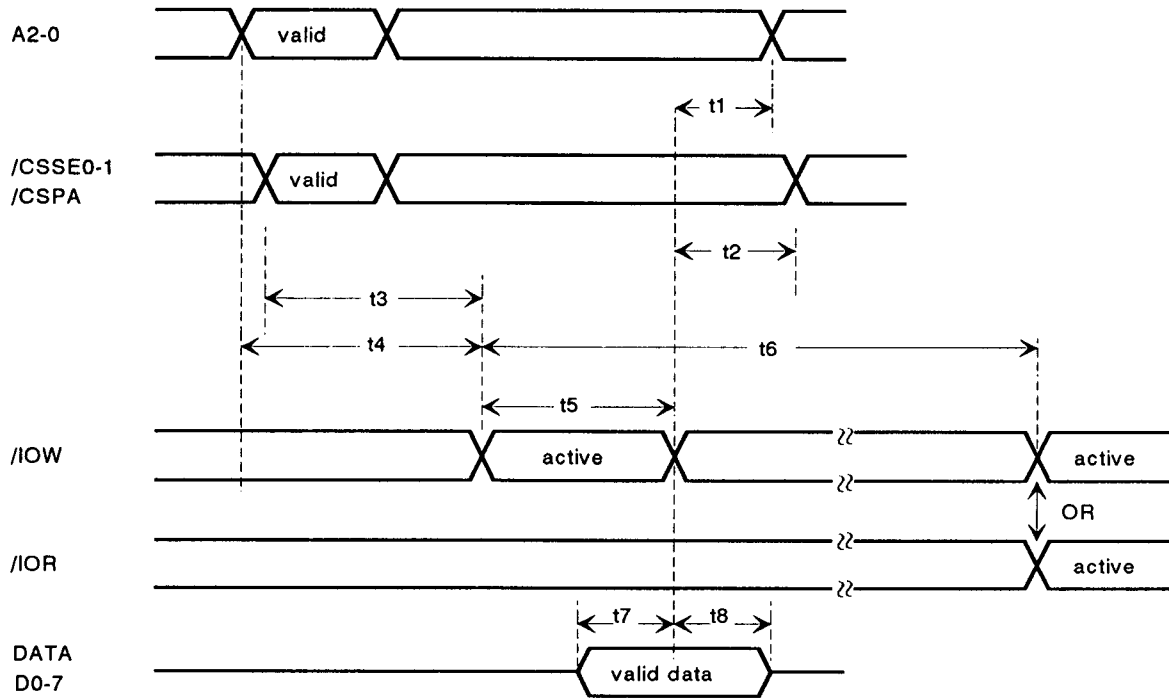 A2-0
valid
t1
/CSSE0-1
/CSPA
valid
t2
t3
t4
t6
t5
/IOW
active
active
OR
/IOR
active
t7
t8
DATA
D0-7
valid data